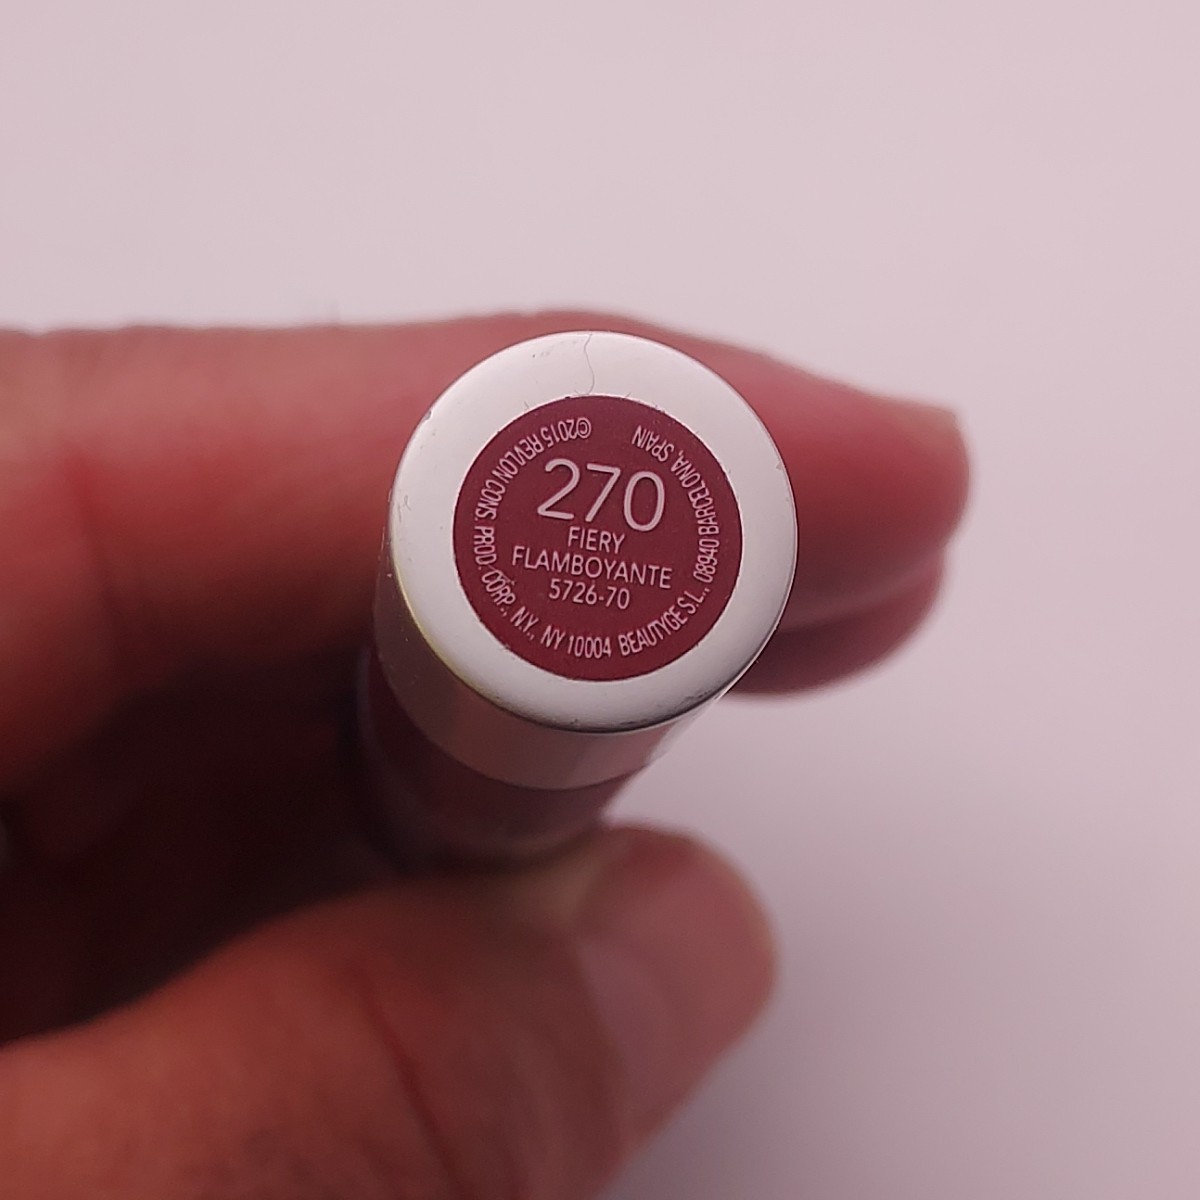 270
FIERY
FLAMBOYANTE
5726-70
©2015 REVLON CONS. PROD. CORP., N.Y., NY 10004 BEAUTYGE S.L., 08940 BARCELONA, SPAIN